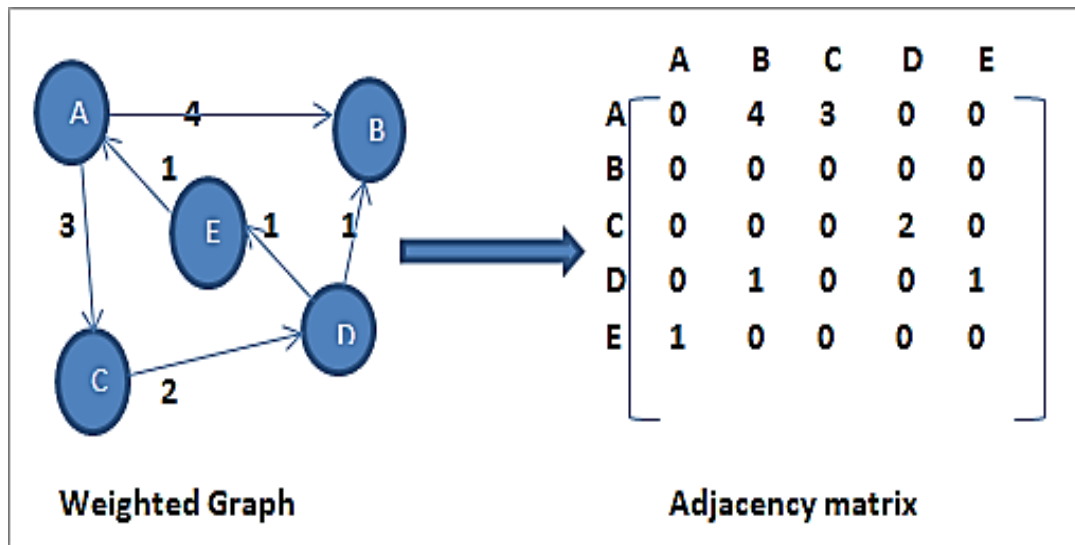 A
4
B
1
E
1
1
3
D
C
2
Weighted Graph
A B C D E
A 0 4 3 0 0
B 0 0 0 0 0
C 0 0 0 2 0
D 0 1 0 0 1
E 1 0 0 0 0
Adjacency matrix